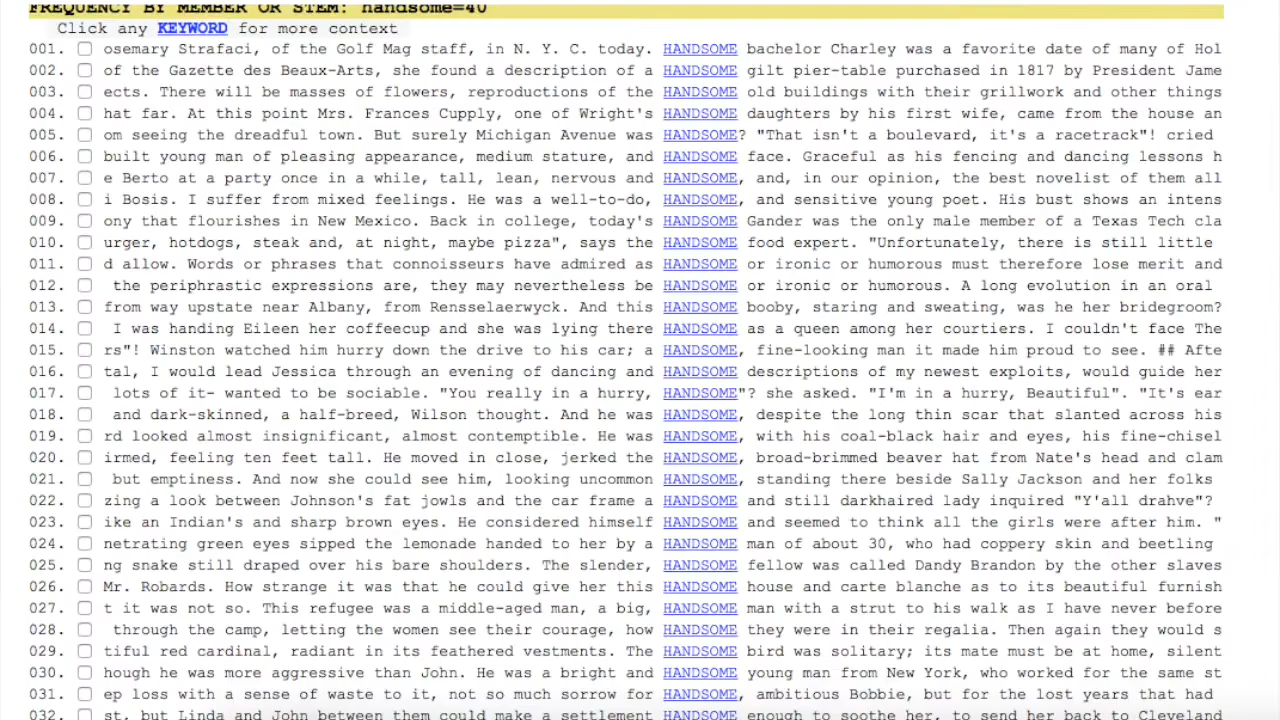 FREQUENCY BY MEMBER OR STEM: handsome=40
Click any KEYWORD for more context
001. osemary Strafaci, of the Golf Mag staff, in N. Y. C. today. HANDSOME bachelor Charley was a favorite date of many of Hol
002. of the Gazette des Beaux-Arts, she found a description of a HANDSOME gilt pier-table purchased in 1817 by President Jame
003. ects. There will be masses of flowers, reproductions of the HANDSOME old buildings with their grillwork and other things
004. hat far. At this point Mrs. Frances Cupply, one of Wright's HANDSOME daughters by his first wife, came from the house an
005. om seeing the dreadful town. But surely Michigan Avenue was HANDSOME? "That isn't a boulevard, it's a racetrack"! cried
006. built young man of pleasing appearance, medium stature, and HANDSOME face. Graceful as his fencing and dancing lessons h
007. e Berto at a party once in a while, tall, lean, nervous and HANDSOME, and, in our opinion, the best novelist of them all
008. i Bosis. I suffer from mixed feelings. He was a well-to-do, HANDSOME, and sensitive young poet. His bust shows an intens
009. ony that flourishes in New Mexico. Back in college, today's HANDSOME Gander was the only male member of a Texas Tech cla
010. urger, hotdogs, steak and, at night, maybe pizza", says the HANDSOME food expert. "Unfortunately, there is still little
011. d allow. Words or phrases that connoisseurs have admired as HANDSOME or ironic or humorous must therefore lose merit and
012. the periphrastic expressions are, they may nevertheless be HANDSOME or ironic or humorous. A long evolution in an oral
013. from way upstate near Albany, from Rensselaerwyck. And this HANDSOME booby, staring and sweating, was he her bridegroom?
014. I was handing Eileen her coffeecup and she was lying there HANDSOME as a queen among her courtiers. I couldn't face The
015. rs"! Winston watched him hurry down the drive to his car; a HANDSOME, fine-looking man it made him proud to see. ## Afte
016. tal, I would lead Jessica through an evening of dancing and HANDSOME descriptions of my newest exploits, would guide her
017. lots of it- wanted to be sociable. "You really in a hurry, HANDSOME"? she asked. "I'm in a hurry, Beautiful". "It's ear
018. and dark-skinned, a half-breed, Wilson thought. And he was HANDSOME, despite the long thin scar that slanted across his
019. rd looked almost insignificant, almost contemptible. He was HANDSOME, with his coal-black hair and eyes, his fine-chisel
020. irmed, feeling ten feet tall. He moved in close, jerked the HANDSOME, broad-brimmed beaver hat from Nate's head and clam
021. but emptiness. And now she could see him, looking uncommon HANDSOME, standing there beside Sally Jackson and her folks
022. zing a look between Johnson's fat jowls and the car frame a HANDSOME and still darkhaired lady inquired "Y'all drahve"?
023. ike an Indian's and sharp brown eyes. He considered himself HANDSOME and seemed to think all the girls were after him. "
024. netrating green eyes sipped the lemonade handed to her by a HANDSOME man of about 30, who had coppery skin and beetling
025. ng snake still draped over his bare shoulders. The slender, HANDSOME fellow was called Dandy Brandon by the other slaves
026. Mr. Robards. How strange it was that he could give her this HANDSOME house and carte blanche as to its beautiful furnish
027. t it was not so. This refugee was a middle-aged man, a big, HANDSOME man with a strut to his walk as I have never before
028. through the camp, letting the women see their courage, how HANDSOME they were in their regalia. Then again they would s
029. tiful red cardinal, radiant in its feathered vestments. The HANDSOME bird was solitary; its mate must be at home, silent
030. hough he was more aggressive than John. He was a bright and HANDSOME young man from New York, who worked for the same st
031. ep loss with a sense of waste to it, not so much sorrow for HANDSOME, ambitious Bobbie, but for the lost years that had
032. st, but Linda and John between them could make a settlement HANDSOME enough to soothe her, to send her back to Cleveland